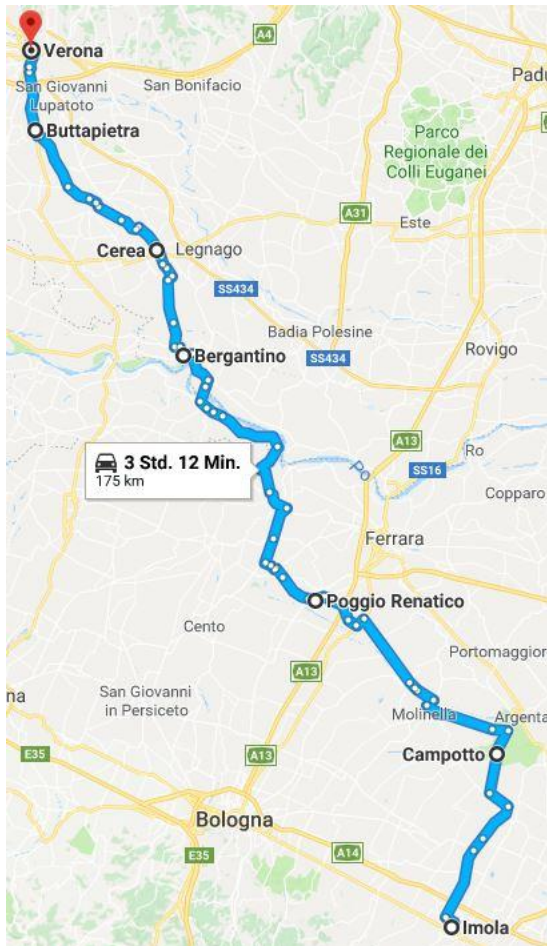 Verona
A4
San Giovanni
Lupatoto
San Bonifacio
Padu
Buttapietra
Parco
Regionale dei
Colli Euganei
A31
Este
Cerea
Legnago
SS434
Badia Polesine
Bergantino
SS434
Rovigo
A13
3 Std. 12 Min.
175 km
Po
SS16
Ro
Copparo
Ferrara
Poggio Renatico
Cento
Portomaggior
A13
na
San Giovanni
in Persiceto
Molinella
Argenta
A13
E35
Campotto
Bologna
A14
E35
Imola